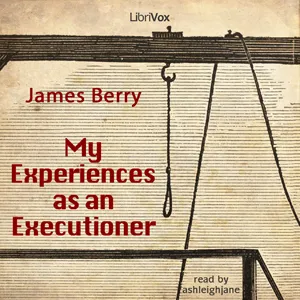 LibriVox
James Berry
My
Experiences
as an
Executioner
read by
ashleighjane